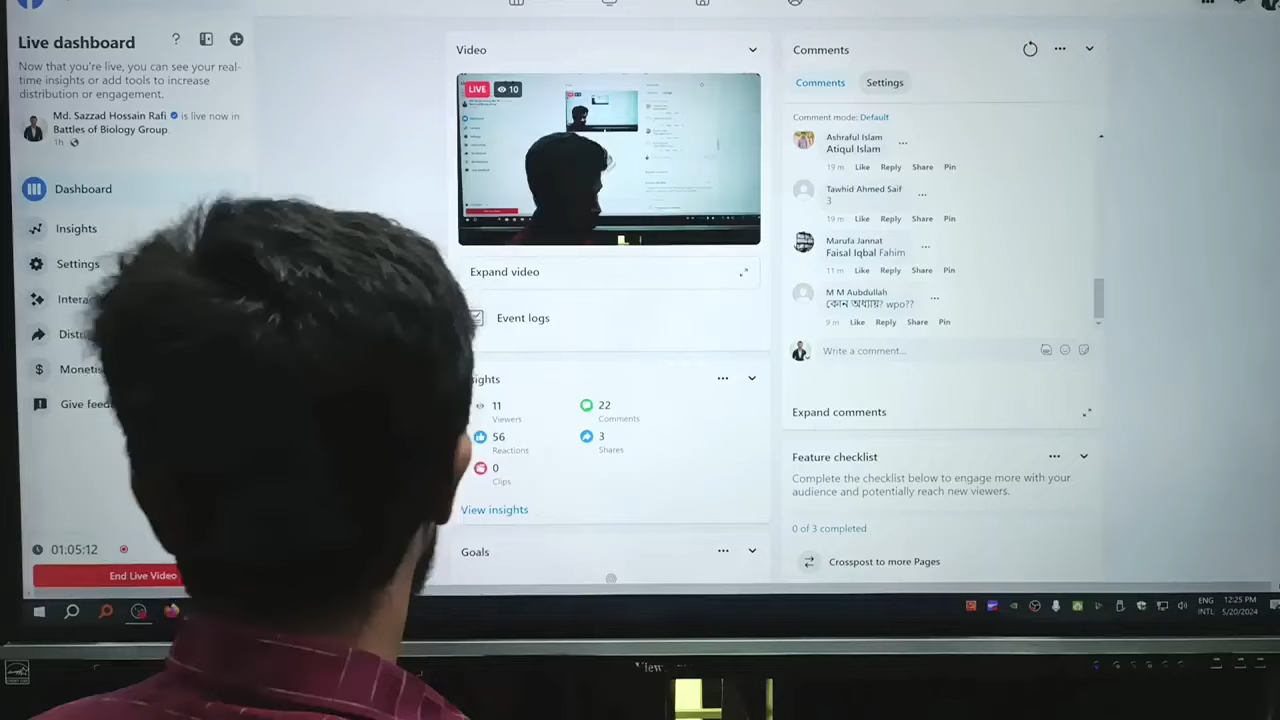 Live dashboard
Now that you're live, you can see your real-
time insights or add tools to increase
distribution or engagement.
Md. Sazzad Hossain Rafi is live now in
Battles of Biology Group
1h
Dashboard
Insights
Settings
Monetis
Give feed
01:05:12
End Live Video
Video
LIVE 10
Expand video
Event logs
ights
11
Viewers
22
Comments
56
Reactions
3
Shares
0
Clips
View insights
Goals
Comments
Comments Settings
Comment mode: Default
Ashraful Islam
Atiqul Islam
19 m Like Reply Share Pin
Tawhid Ahmed Saif
3
19 m Like Reply Share Pin
Marufa Jannat
Faisal Iqbal Fahim
11 m Like Reply Share Pin
M M Aubdullah
কোন অধ্যায়? wpo??
9 m Like Reply Share Pin
Write a comment...
Expand comments
Feature checklist
Complete the checklist below to engage more with your
audience and potentially reach new viewers.
0 of 3 completed
Crosspost to more Pages
ENG 12:25 PM
INTL 5/20/2024
View